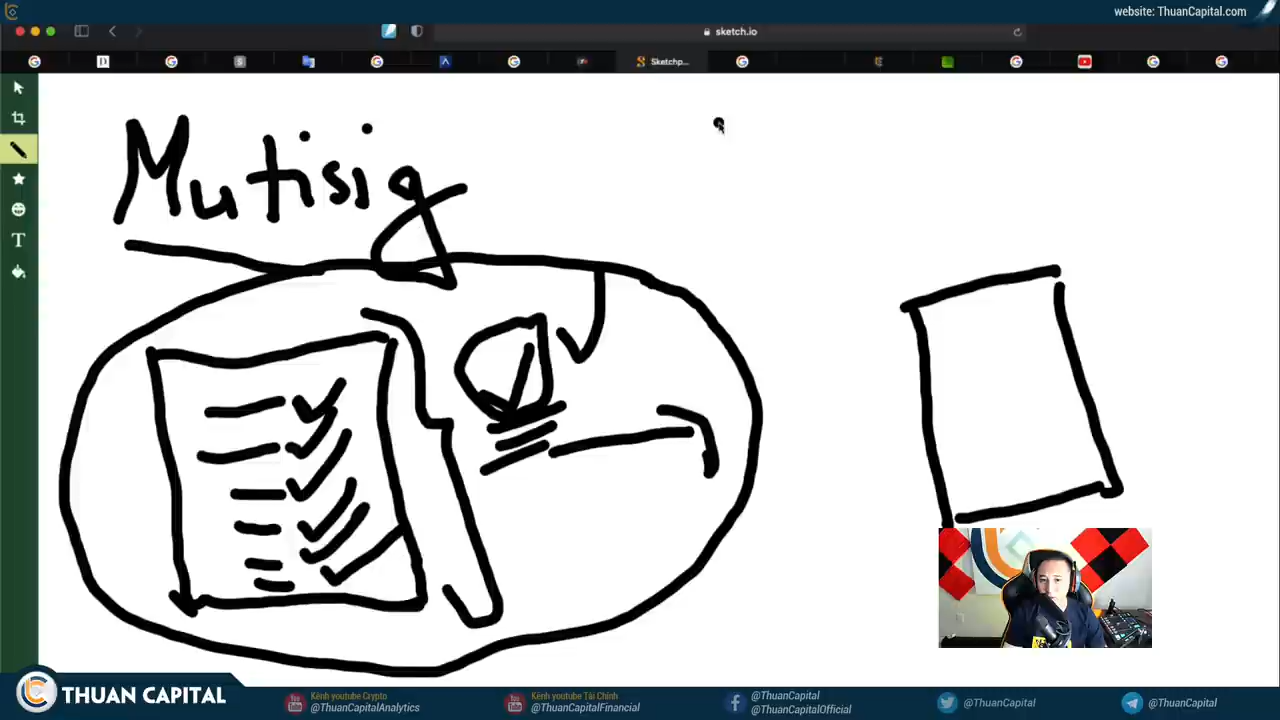 website: ThuanCapital.com
sketch.io
Sketchp...
Mutisig
THUAN CAPITAL
Kênh youtube Crypto
@ThuanCapitalAnalytics
Kênh youtube Tài Chính
@ThuanCapitalFinancial
@ThuanCapital
@ThuanCapitalOfficial
@ThuanCapital
@ThuanCapital